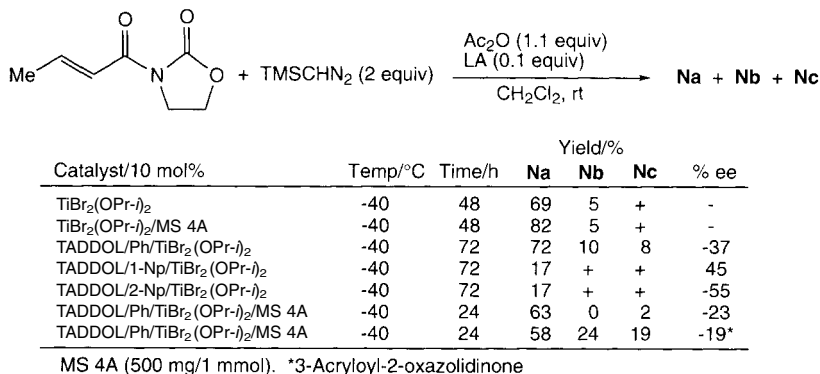 O O
Me N O + TMSCHN₂ (2 equiv) Ac₂O (1.1 equiv) LA (0.1 equiv) CH₂Cl₂, rt Na + Nb + Nc
Yield/%
Catalyst/10 mol% Temp/°C Time/h Na Nb Nc % ee
TiBr₂(OPr-i)₂ -40 48 69 5 + -
TiBr₂(OPr-i)₂/MS 4A -40 48 82 5 + -
TADDOL/Ph/TiBr₂(OPr-i)₂ -40 72 72 10 8 -37
TADDOL/1-Np/TiBr₂(OPr-i)₂ -40 72 17 + + 45
TADDOL/2-Np/TiBr₂(OPr-i)₂ -40 72 17 + + -55
TADDOL/Ph/TiBr₂(OPr-i)₂/MS 4A -40 24 63 0 2 -23
TADDOL/Ph/TiBr₂(OPr-i)₂/MS 4A -40 24 58 24 19 -19*
MS 4A (500 mg/1 mmol). *3-Acryloyl-2-oxazolidinone